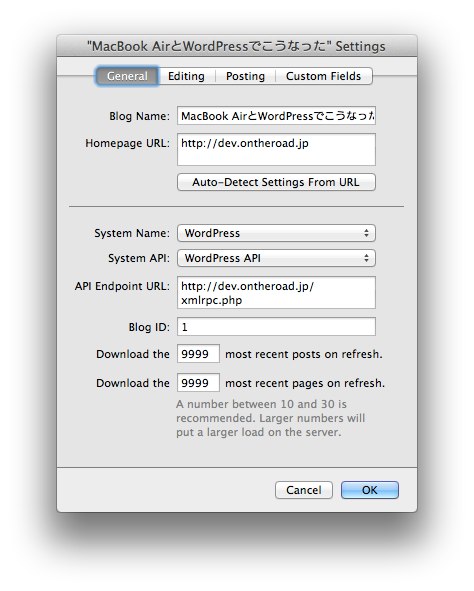 "MacBook AirとWordPressでこうなった" Settings
General Editing Posting Custom Fields
Blog Name: MacBook AirとWordPressでこうなった
Homepage URL: http://dev.ontheroad.jp
Auto-Detect Settings From URL
System Name: WordPress
System API: WordPress API
API Endpoint URL: http://dev.ontheroad.jp/
xmlrpc.php
Blog ID: 1
Download the 9999 most recent posts on refresh.
Download the 9999 most recent pages on refresh.
A number between 10 and 30 is
recommended. Larger numbers will
put a larger load on the server.
Cancel OK